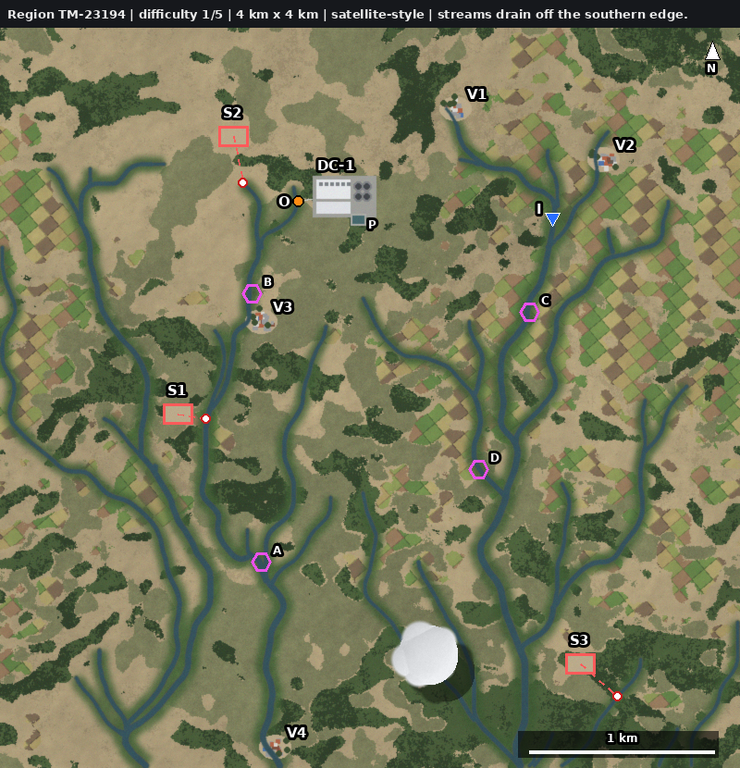 Region TM-23194 | difficulty 1/5 | 4 km x 4 km | satellite-style | streams drain off the southern edge.
N
V1
S2
V2
DC-1
O
I
P
B
C
V3
S1
D
A
S3
V4
1 km